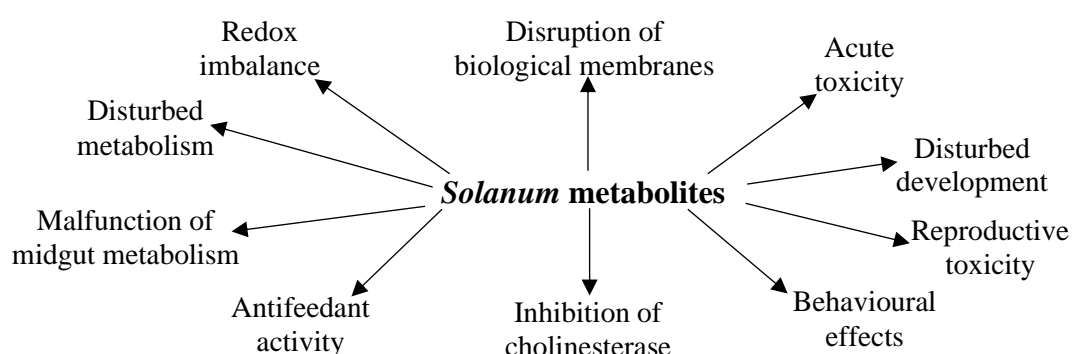 Redox
imbalance
Disruption of
biological membranes
Acute
toxicity
Disturbed
metabolism
Disturbed
development
Solanum metabolites
Malfunction of
midgut metabolism
Reproductive
toxicity
Antifeedant
activity
Inhibition of
cholinesterase
Behavioural
effects